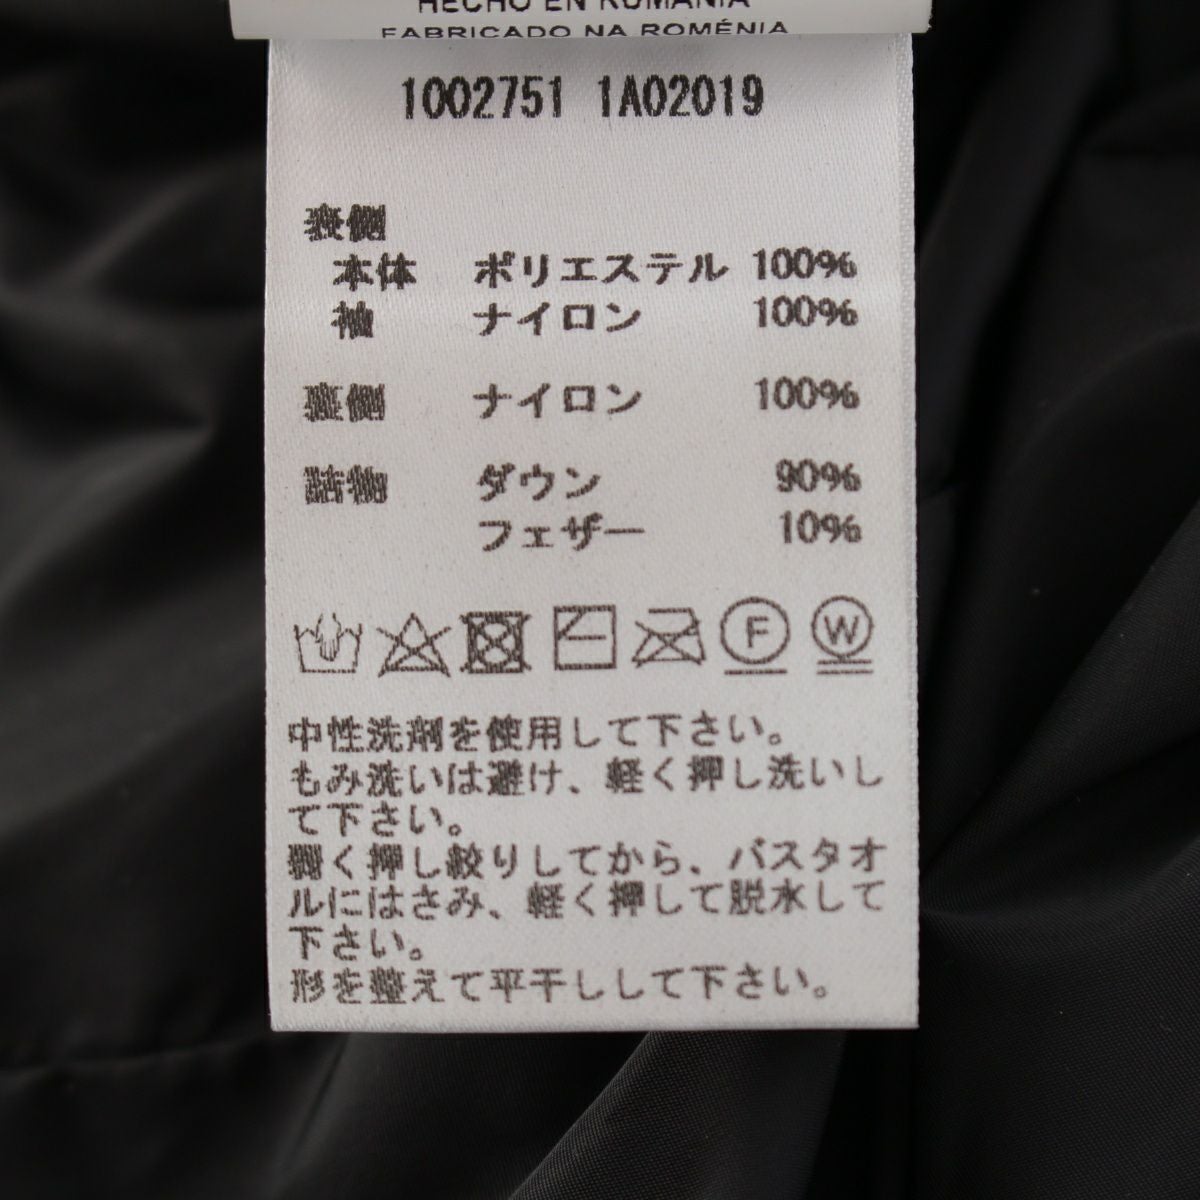 HECHO EN RUMANIA
FABRICADO NA ROMÉNIA
1002751 1A02019
表側
本体 ポリエステル 100%
袖 ナイロン 100%
裏側 ナイロン 100%
詰物 ダウン 90%
フェザー 10%
F W
中性洗剤を使用して下さい。
もみ洗いは避け、軽く押し洗いし
て下さい。
弱く押し絞りしてから、バスタオ
ルにはさみ、軽く押して脱水して
下さい。
形を整えて平干しして下さい。